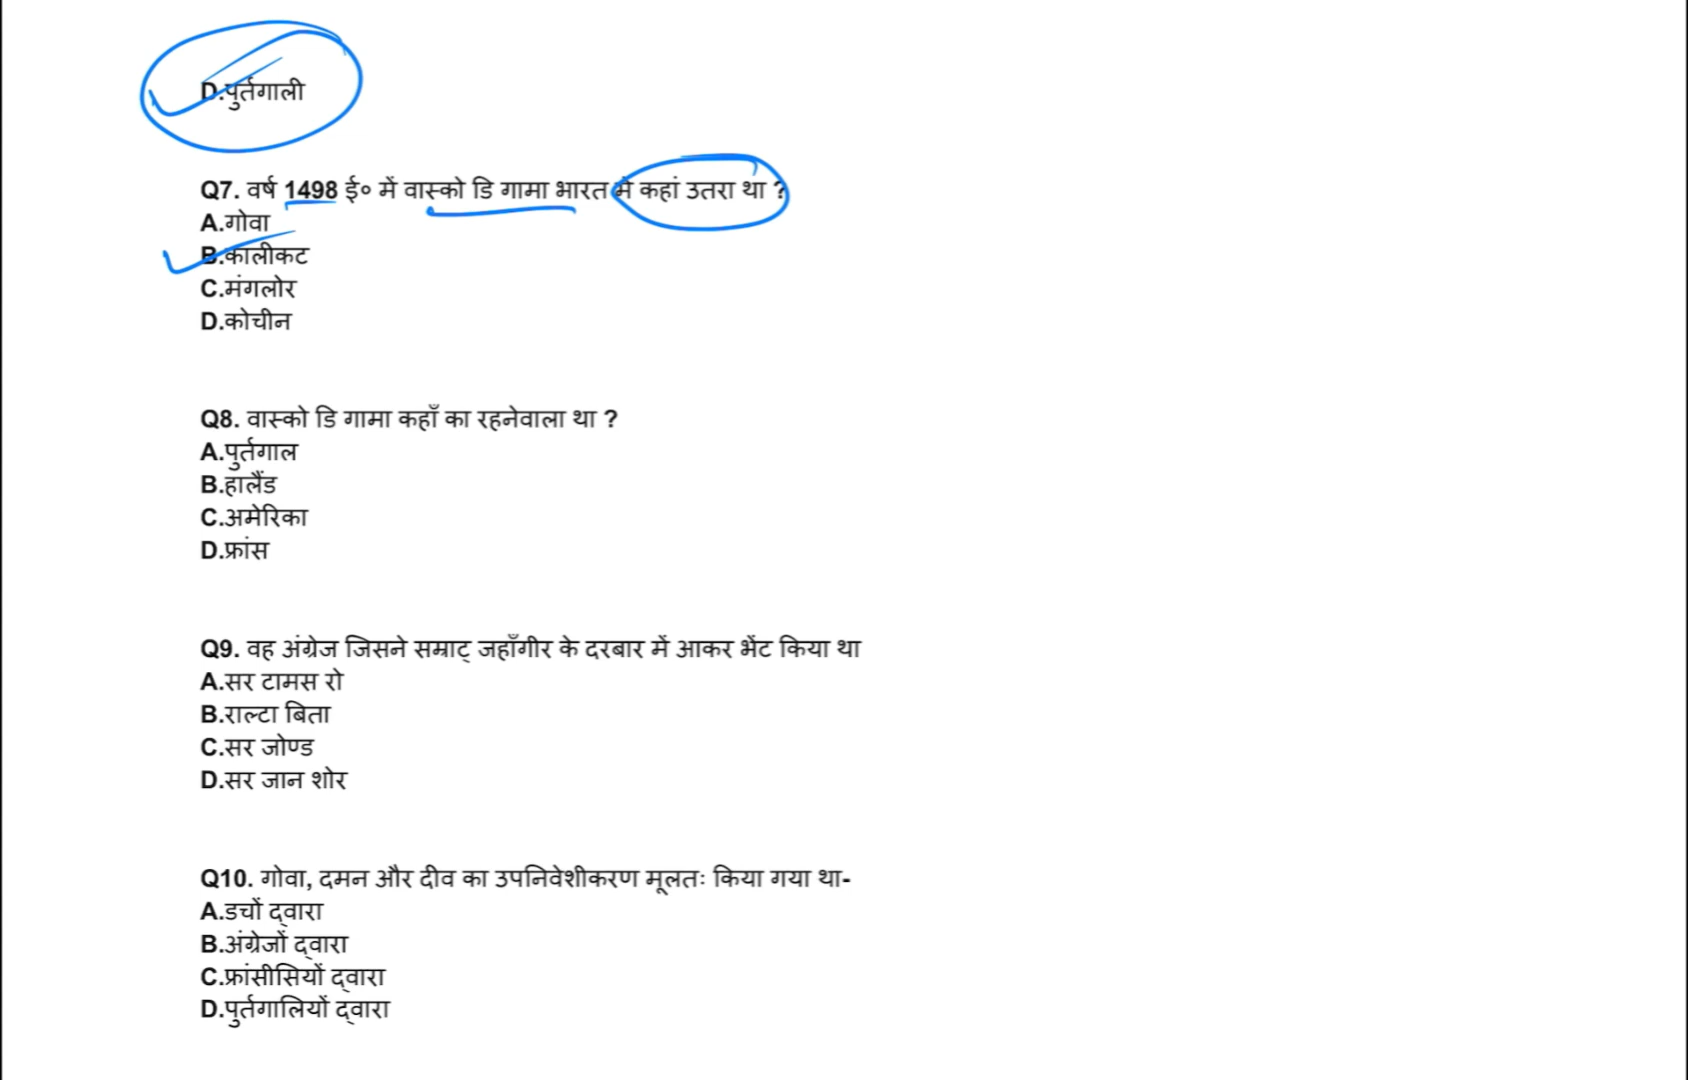 D.पुर्तगाली
Q7. वर्ष 1498 ई० में वास्को डि गामा भारत में कहां उतरा था ?
A.गोवा
B.कालीकट
C.मंगलोर
D.कोचीन
Q8. वास्को डि गामा कहाँ का रहनेवाला था ?
A.पुर्तगाल
B.हालैंड
C.अमेरिका
D.फ्रांस
Q9. वह अंग्रेज जिसने सम्राट् जहाँगीर के दरबार में आकर भेंट किया था
A.सर टामस रो
B.राल्टा बिता
C.सर जोण्ड
D.सर जान शोर
Q10. गोवा, दमन और दीव का उपनिवेशीकरण मूलतः किया गया था-
A.डचों द्वारा
B.अंग्रेजों द्वारा
C.फ्रांसीसियों द्वारा
D.पुर्तगालियों द्वारा